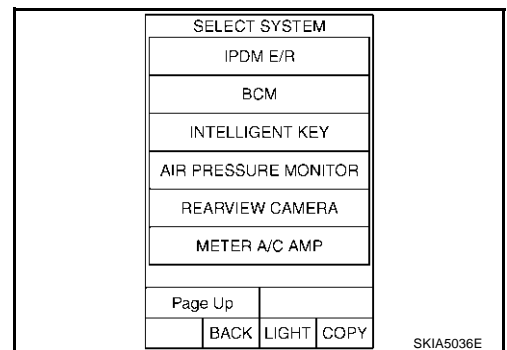 SELECT SYSTEM
IPDM E/R
BCM
INTELLIGENT KEY
AIR PRESSURE MONITOR
REARVIEW CAMERA
METER A/C AMP
Page Up
BACK LIGHT COPY
SKIA5036E